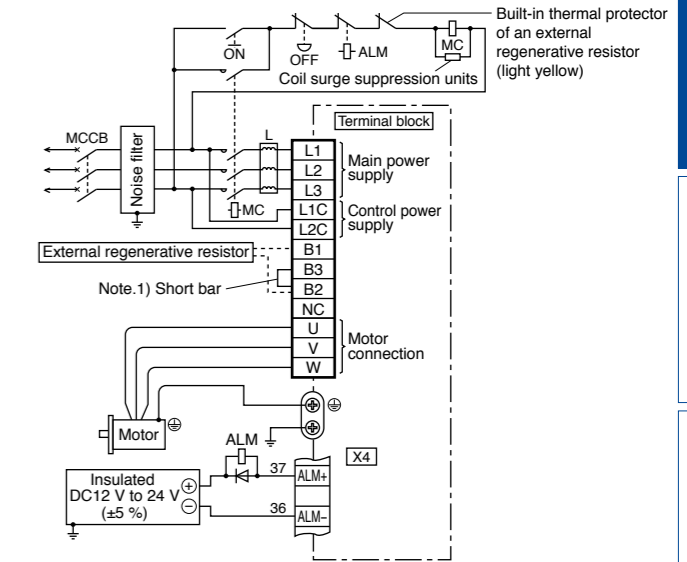 Built-in thermal protector
of an external
regenerative resistor
(light yellow)
ON
OFF
ALM
MC
Coil surge suppression units
Terminal block
MCCB
Noise filter
L
MC
L1
L2
L3
Main power
supply
L1C
L2C
Control power
supply
External regenerative resistor
B1
B3
Note.1) Short bar
B2
NC
U
V
W
Motor
connection
Motor
ALM
X4
Insulated
DC12 V to 24 V
(±5 %)
+
−
37
ALM+
36
ALM−